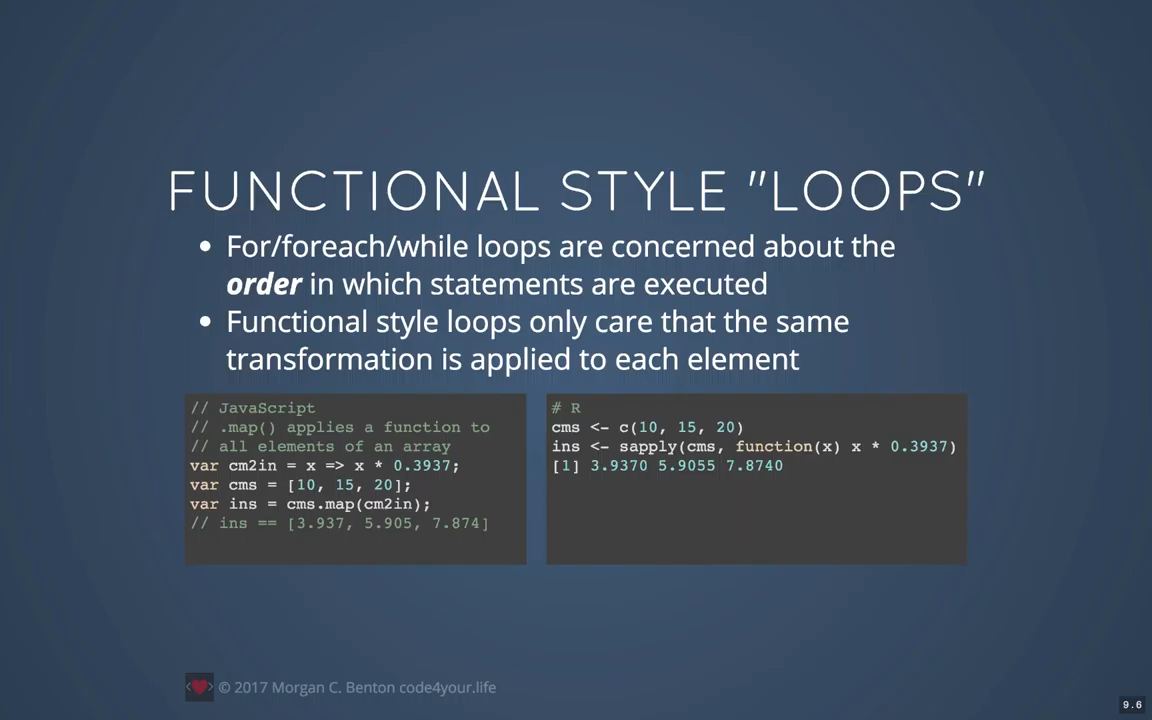 FUNCTIONAL STYLE "LOOPS"
For/foreach/while loops are concerned about the
order in which statements are executed
Functional style loops only care that the same
transformation is applied to each element
// JavaScript
// .map() applies a function to
// all elements of an array
var cm2in = x => x * 0.3937;
var cms = [10, 15, 20];
var ins = cms.map(cm2in);
// ins == [3.937, 5.905, 7.874]
# R
cms <- c(10, 15, 20)
ins <- sapply(cms, function(x) x * 0.3937)
[1] 3.9370 5.9055 7.8740
© 2017 Morgan C. Benton code4your.life
9.6